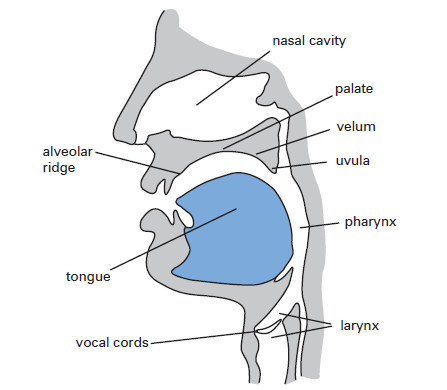 nasal cavity
palate
velum
alveolar
ridge
uvula
pharynx
tongue
larynx
vocal cords